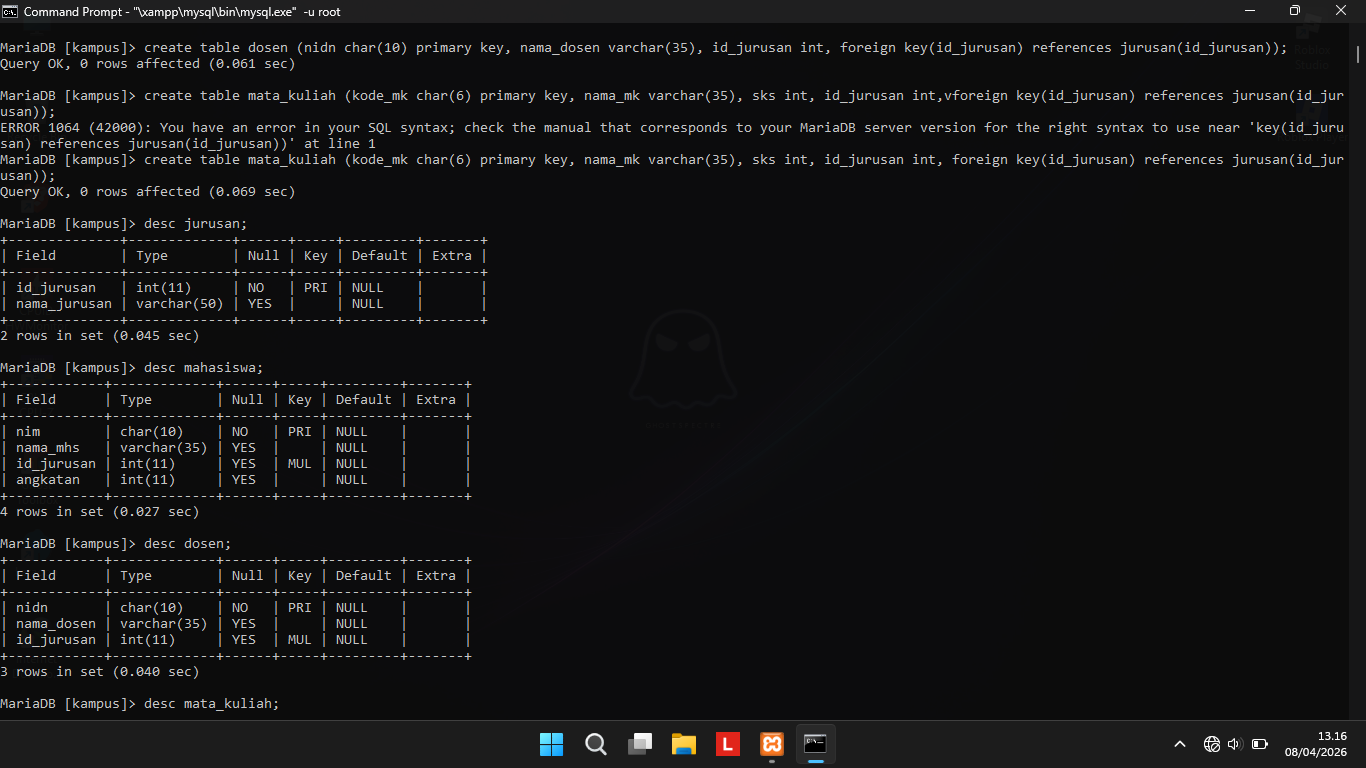 Command Prompt - "\xampp\mysql\bin\mysql.exe" -u root
MariaDB [kampus]> create table dosen (nidn char(10) primary key, nama_dosen varchar(35), id_jurusan int, foreign key(id_jurusan) references jurusan(id_jurusan));
Query OK, 0 rows affected (0.061 sec)
MariaDB [kampus]> create table mata_kuliah (kode_mk char(6) primary key, nama_mk varchar(35), sks int, id_jurusan int,vforeign key(id_jurusan) references jurusan(id_jur
usan));
ERROR 1064 (42000): You have an error in your SQL syntax; check the manual that corresponds to your MariaDB server version for the right syntax to use near 'key(id_juru
san) references jurusan(id_jurusan))' at line 1
MariaDB [kampus]> create table mata_kuliah (kode_mk char(6) primary key, nama_mk varchar(35), sks int, id_jurusan int, foreign key(id_jurusan) references jurusan(id_jur
usan));
Query OK, 0 rows affected (0.069 sec)
MariaDB [kampus]> desc jurusan;
+--------------+-------------+------+-----+---------+-------+
| Field        | Type        | Null | Key | Default | Extra |
+--------------+-------------+------+-----+---------+-------+
| id_jurusan   | int(11)     | NO   | PRI | NULL    |       |
| nama_jurusan | varchar(50) | YES  |     | NULL    |       |
+--------------+-------------+------+-----+---------+-------+
2 rows in set (0.045 sec)
MariaDB [kampus]> desc mahasiswa;
+------------+-------------+------+-----+---------+-------+
| Field      | Type        | Null | Key | Default | Extra |
+------------+-------------+------+-----+---------+-------+
| nim        | char(10)    | NO   | PRI | NULL    |       |
| nama_mhs   | varchar(35) | YES  |     | NULL    |       |
| id_jurusan | int(11)     | YES  | MUL | NULL    |       |
| angkatan   | int(11)     | YES  |     | NULL    |       |
+------------+-------------+------+-----+---------+-------+
4 rows in set (0.027 sec)
MariaDB [kampus]> desc dosen;
+------------+-------------+------+-----+---------+-------+
| Field      | Type        | Null | Key | Default | Extra |
+------------+-------------+------+-----+---------+-------+
| nidn       | char(10)    | NO   | PRI | NULL    |       |
| nama_dosen | varchar(35) | YES  |     | NULL    |       |
| id_jurusan | int(11)     | YES  | MUL | NULL    |       |
+------------+-------------+------+-----+---------+-------+
3 rows in set (0.040 sec)
MariaDB [kampus]> desc mata_kuliah;
L
13.16
08/04/2026